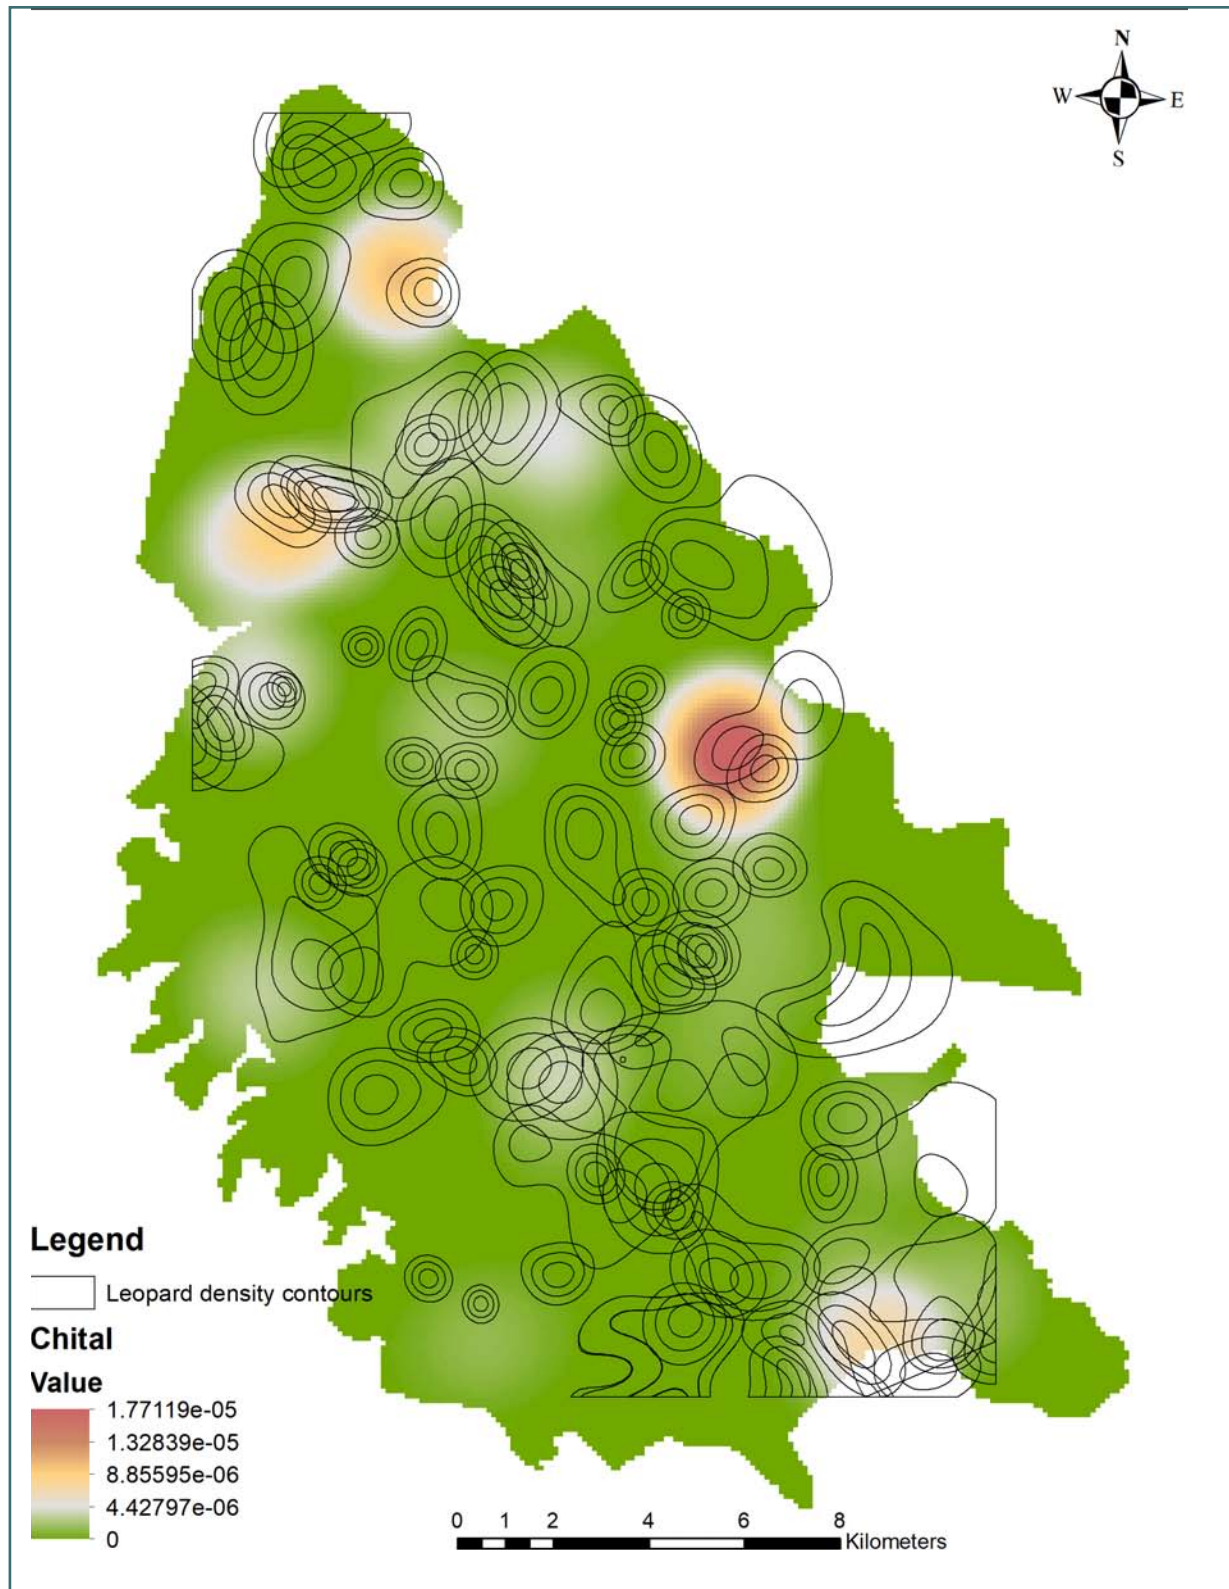 N
W E
S
Legend
Leopard density contours
Chital
Value
1.77119e-05
1.32839e-05
8.85595e-06
4.42797e-06
0
0 1 2 4 6 8
Kilometers